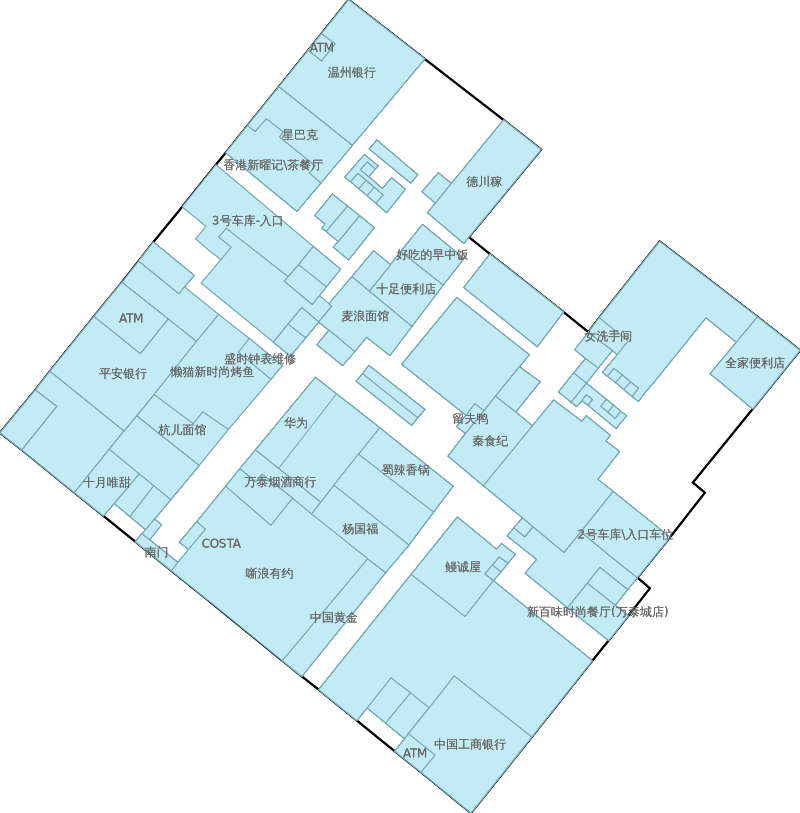 ATM
温州银行
星巴克
香港新曜记\茶餐厅
德川稼
3号车库-入口
好吃的早中饭
十足便利店
麦浪面馆
ATM
女洗手间
盛时钟表维修
全家便利店
平安银行
懒猫新时尚烤鱼
留夫鸭
华为
杭儿面馆
秦食纪
蜀辣香锅
十月唯甜
万泰烟酒商行
杨国福
2号车库\入口车位
COSTA
南门
鳗诚屋
噺浪有约
新百味时尚餐厅(万泰城店)
中国黄金
中国工商银行
ATM